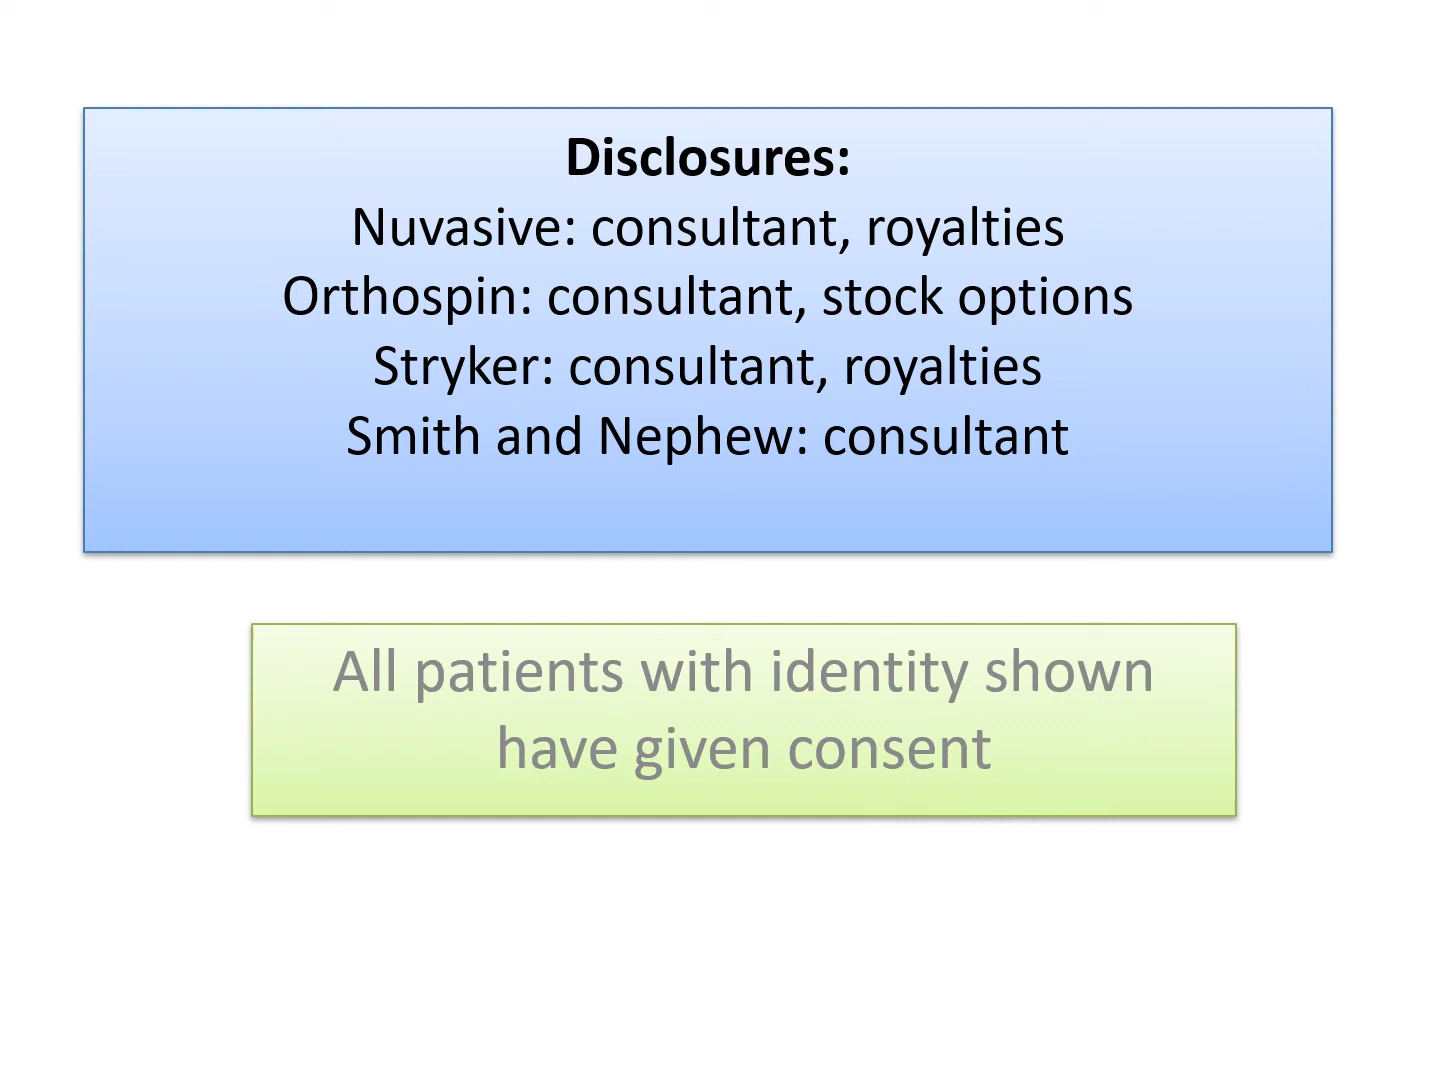 Disclosures:
Nuvasive: consultant, royalties
Orthospin: consultant, stock options
Stryker: consultant, royalties
Smith and Nephew: consultant
All patients with identity shown
have given consent